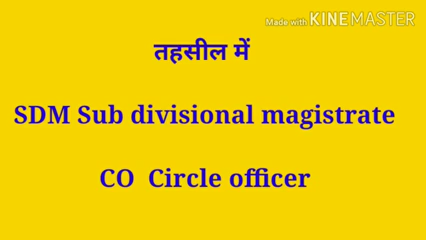 Made with KINEMASTER
तहसील में
SDM Sub divisional magistrate
CO Circle officer